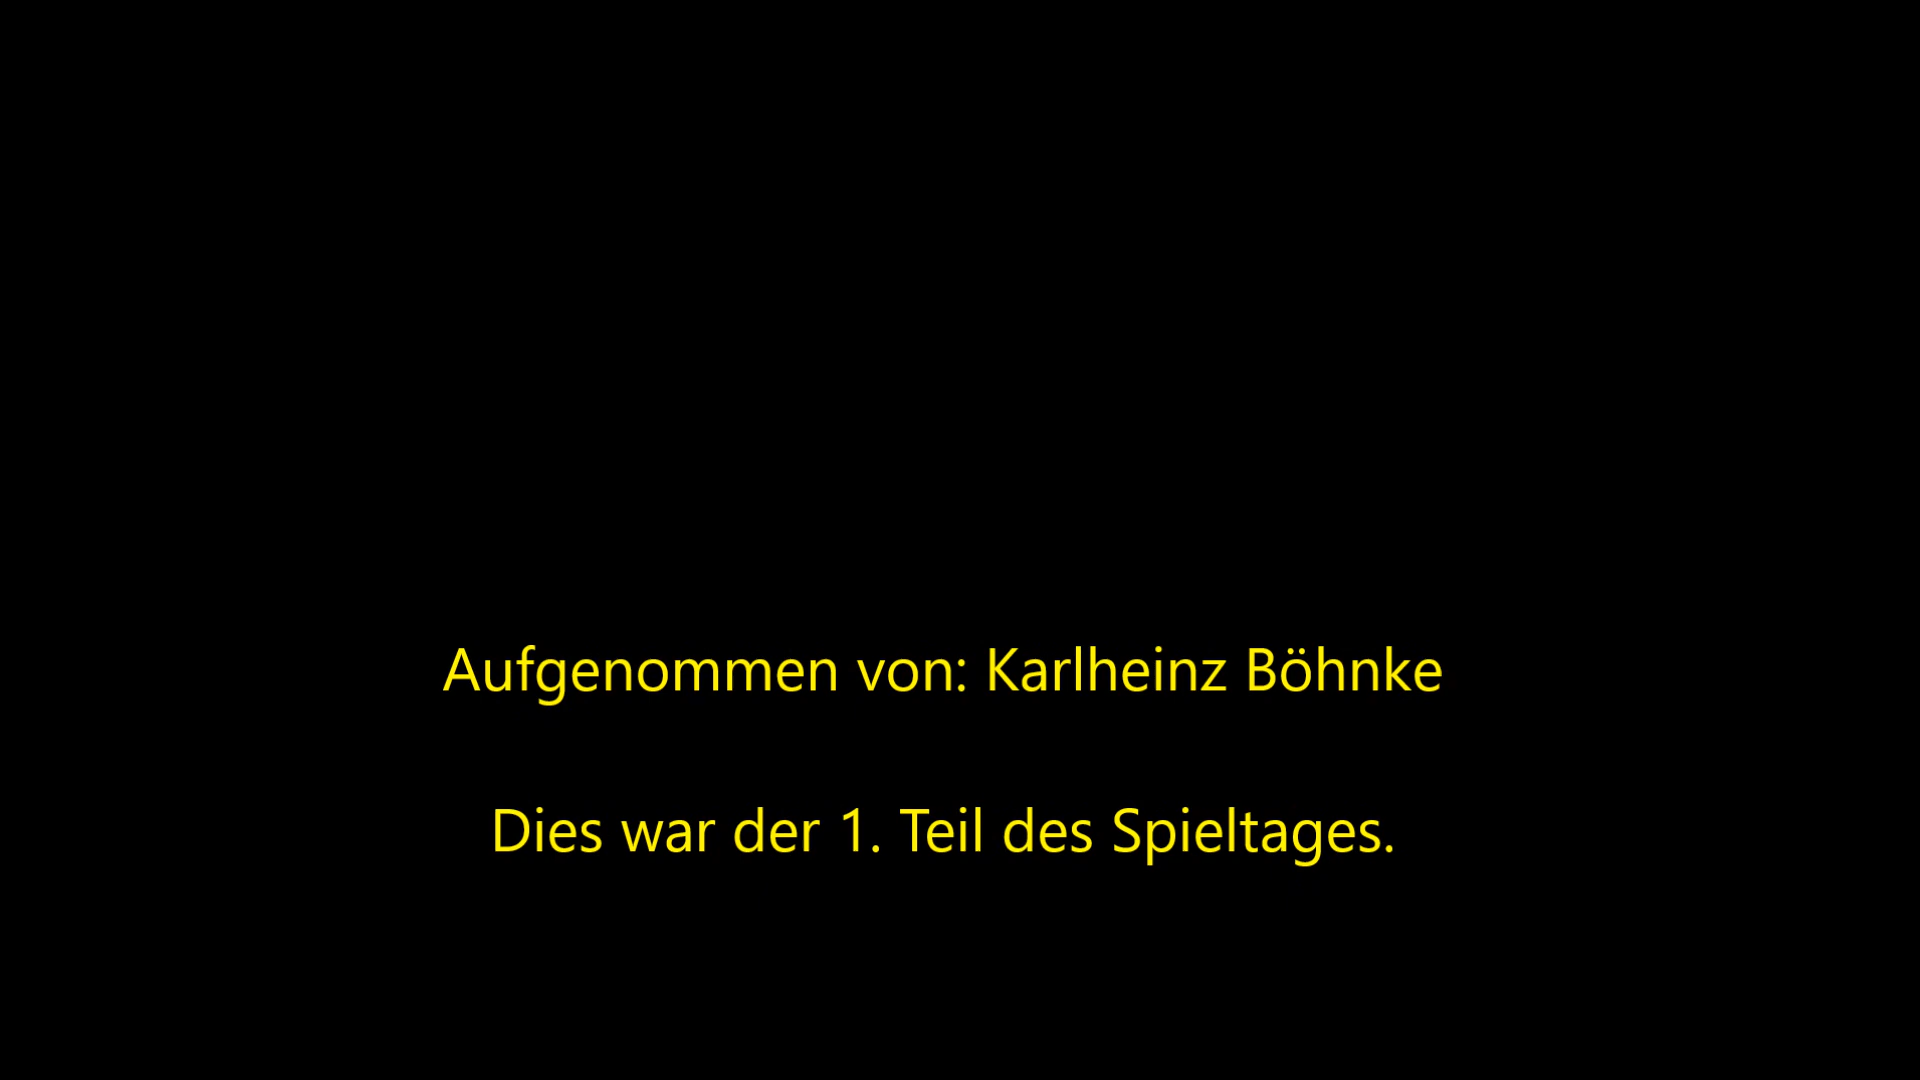 Aufgenommen von: Karlheinz Böhnke
Dies war der 1. Teil des Spieltages.